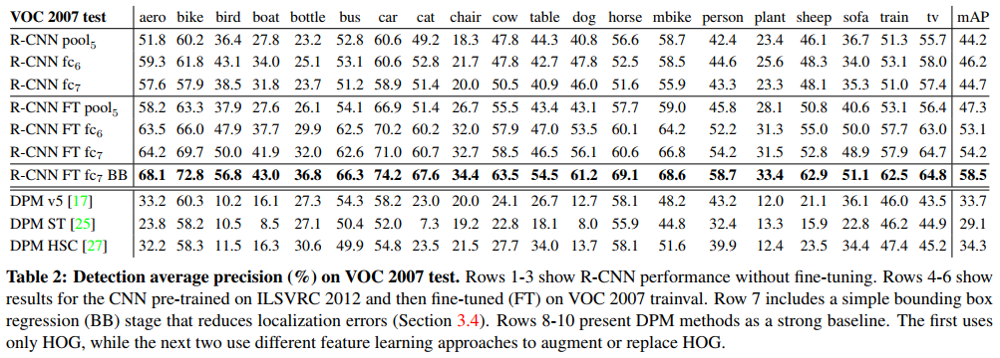 VOC 2007 test aero bike bird boat bottle bus car cat chair cow table dog horse mbike person plant sheep sofa train tv mAP
R-CNN pool5 51.8 60.2 36.4 27.8 23.2 52.8 60.6 49.2 18.3 47.8 44.3 40.8 56.6 58.7 42.4 23.4 46.1 36.7 51.3 55.7 44.2
R-CNN fc6 59.3 61.8 43.1 34.0 25.1 53.1 60.6 52.8 21.7 47.8 42.7 47.8 52.5 58.5 44.6 25.6 48.3 34.0 53.1 58.0 46.2
R-CNN fc7 57.6 57.9 38.5 31.8 23.7 51.2 58.9 51.4 20.0 50.5 40.9 46.0 51.6 55.9 43.3 23.3 48.1 35.3 51.0 57.4 44.7
R-CNN FT pool5 58.2 63.3 37.9 27.6 26.1 54.1 66.9 51.4 26.7 55.5 43.4 43.1 57.7 59.0 45.8 28.1 50.8 40.6 53.1 56.4 47.3
R-CNN FT fc6 63.5 66.0 47.9 37.7 29.9 62.5 70.2 60.2 32.0 57.9 47.0 53.5 60.1 64.2 52.2 31.3 55.0 50.0 57.7 63.0 53.1
R-CNN FT fc7 64.2 69.7 50.0 41.9 32.0 62.6 71.0 60.7 32.7 58.5 46.5 56.1 60.6 66.8 54.2 31.5 52.8 48.9 57.9 64.7 54.2
R-CNN FT fc7 BB 68.1 72.8 56.8 43.0 36.8 66.3 74.2 67.6 34.4 63.5 54.5 61.2 69.1 68.6 58.7 33.4 62.9 51.1 62.5 64.8 58.5
DPM v5 [17] 33.2 60.3 10.2 16.1 27.3 54.3 58.2 23.0 20.0 24.1 26.7 12.7 58.1 48.2 43.2 12.0 21.1 36.1 46.0 43.5 33.7
DPM ST [25] 23.8 58.2 10.5 8.5 27.1 50.4 52.0 7.3 19.2 22.8 18.1 8.0 55.9 44.8 32.4 13.3 15.9 22.8 46.2 44.9 29.1
DPM HSC [27] 32.2 58.3 11.5 16.3 30.6 49.9 54.8 23.5 21.5 27.7 34.0 13.7 58.1 51.6 39.9 12.4 23.5 34.4 47.4 45.2 34.3
Table 2: Detection average precision (%) on VOC 2007 test. Rows 1-3 show R-CNN performance without fine-tuning. Rows 4-6 show
results for the CNN pre-trained on ILSVRC 2012 and then fine-tuned (FT) on VOC 2007 trainval. Row 7 includes a simple bounding box
regression (BB) stage that reduces localization errors (Section 3.4). Rows 8-10 present DPM methods as a strong baseline. The first uses
only HOG, while the next two use different feature learning approaches to augment or replace HOG.